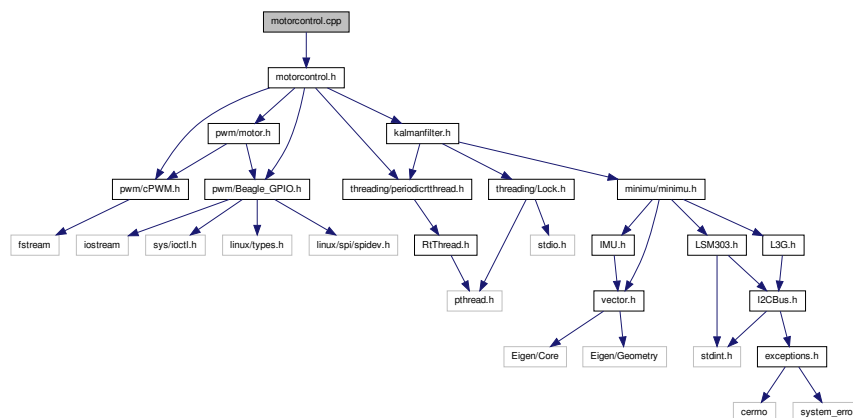 motorcontrol.cpp
motorcontrol.h
pwm/motor.h
kalmanfilter.h
pwm/cPWM.h
pwm/Beagle_GPIO.h
threading/periodicrtthread.h
threading/Lock.h
minimu/minimu.h
fstream
iostream
sys/ioctl.h
linux/types.h
linux/spi/spidev.h
RtThread.h
stdio.h
IMU.h
LSM303.h
L3G.h
pthread.h
vector.h
I2CBus.h
Eigen/Core
Eigen/Geometry
stdint.h
exceptions.h
cerrno
system_error